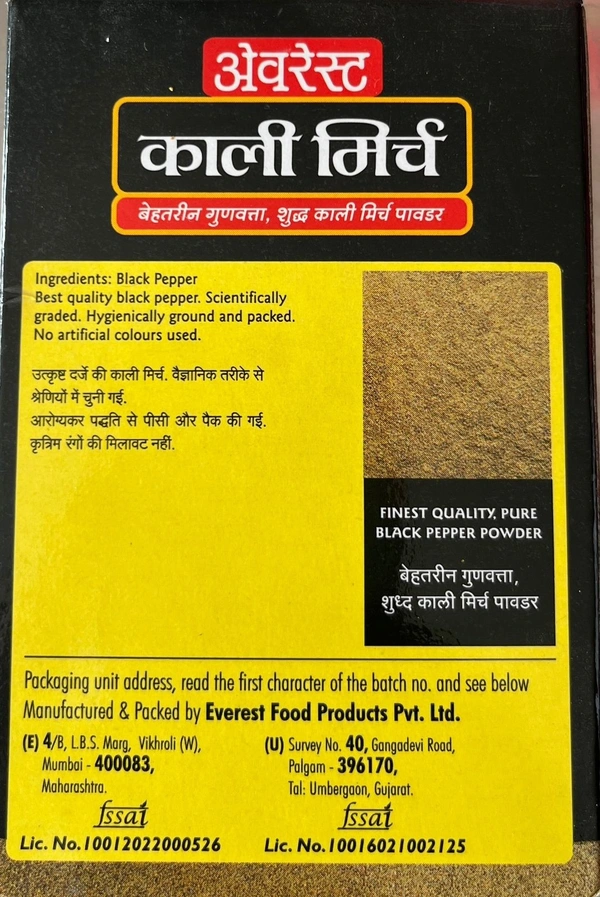 अेवरेस्ट
काली मिर्च
बेहतरीन गुणवत्ता, शुद्ध काली मिर्च पावडर
Ingredients: Black Pepper
Best quality black pepper. Scientifically
graded. Hygienically ground and packed.
No artificial colours used.
उत्कृष्ट दर्जे की काली मिर्च. वैज्ञानिक तरीके से
श्रेणियों में चुनी गई.
आरोग्यकर पद्धति से पीसी और पैक की गई.
कृत्रिम रंगों की मिलावट नहीं.
FINEST QUALITY, PURE
BLACK PEPPER POWDER
बेहतरीन गुणवत्ता,
शुध्द काली मिर्च पावडर
Packaging unit address, read the first character of the batch no. and see below
Manufactured & Packed by Everest Food Products Pvt. Ltd.
(E) 4/B, L.B.S. Marg, Vikhroli (W),
Mumbai - 400083,
Maharashtra.
fssai
Lic. No.10012022000526
(U) Survey No. 40, Gangadevi Road,
Palgam - 396170,
Tal: Umbergaon, Gujarat.
fssai
Lic. No.10016021002125